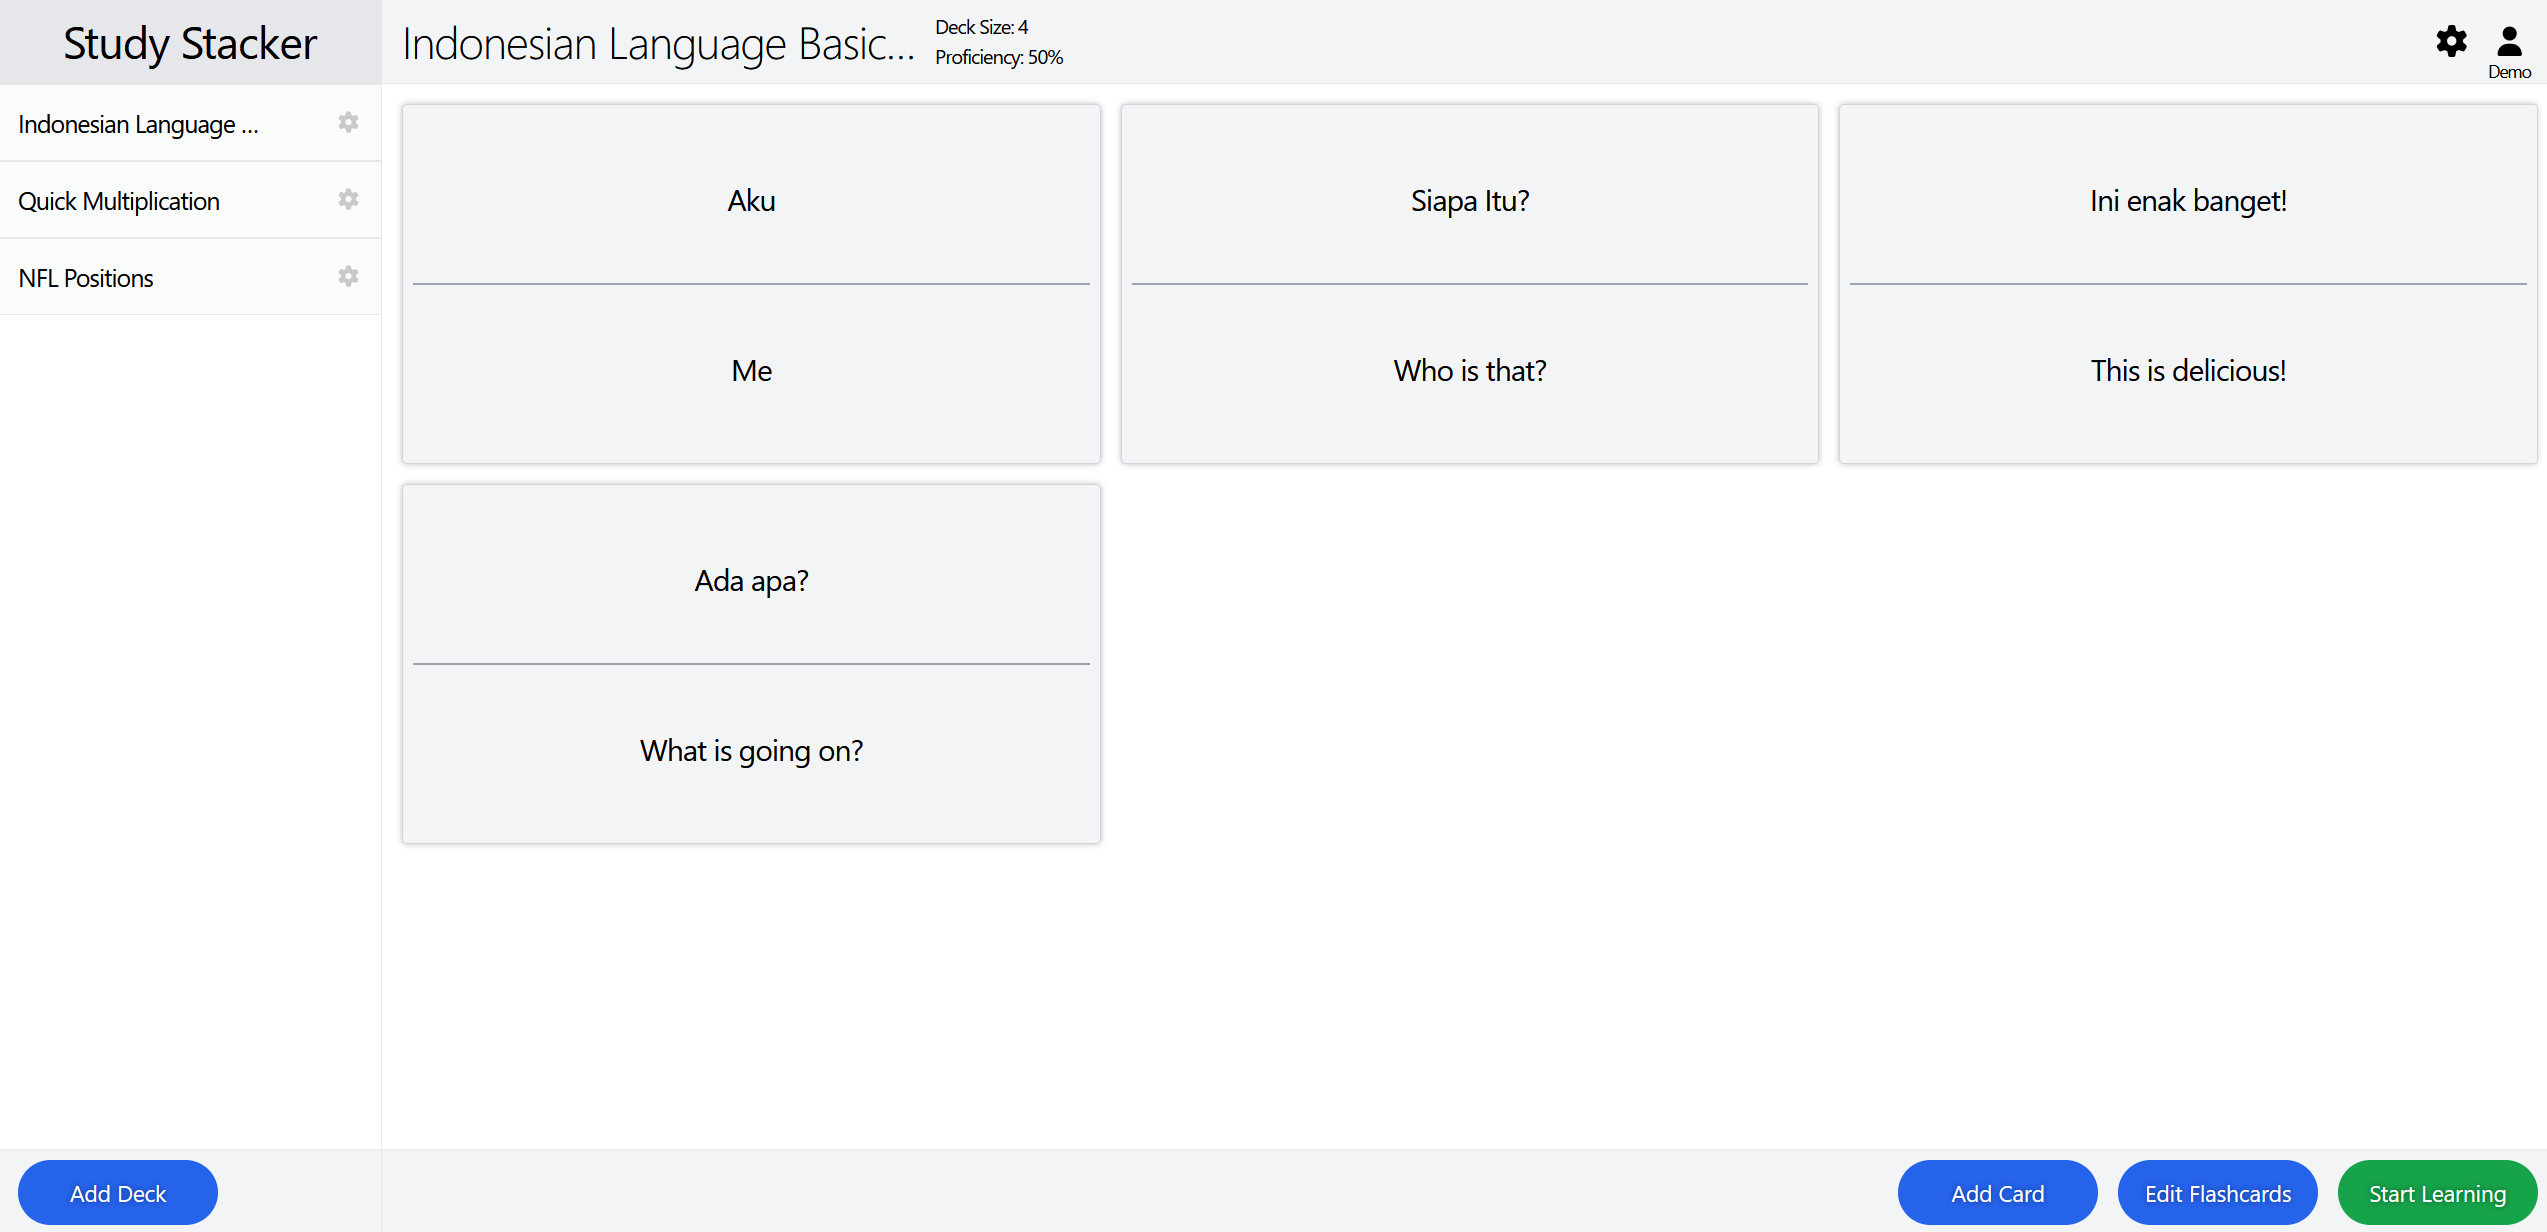 Study Stacker
Indonesian Language Basic...
Deck Size: 4
Proficiency: 50%
Demo
Indonesian Language ...
Quick Multiplication
NFL Positions
Aku
Me
Siapa Itu?
Who is that?
Ini enak banget!
This is delicious!
Ada apa?
What is going on?
Add Deck
Add Card
Edit Flashcards
Start Learning